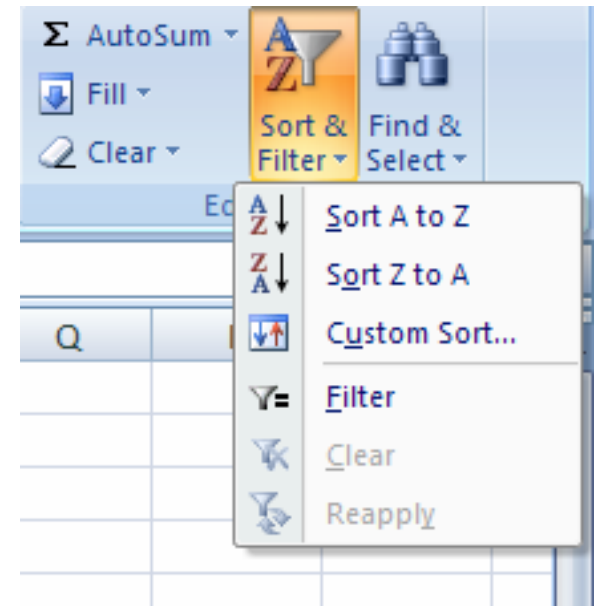 Σ AutoSum
Fill
Clear
Sort &
Filter
Find &
Select
Sort A to Z
Sort Z to A
Custom Sort...
Filter
Clear
Reapply
Q